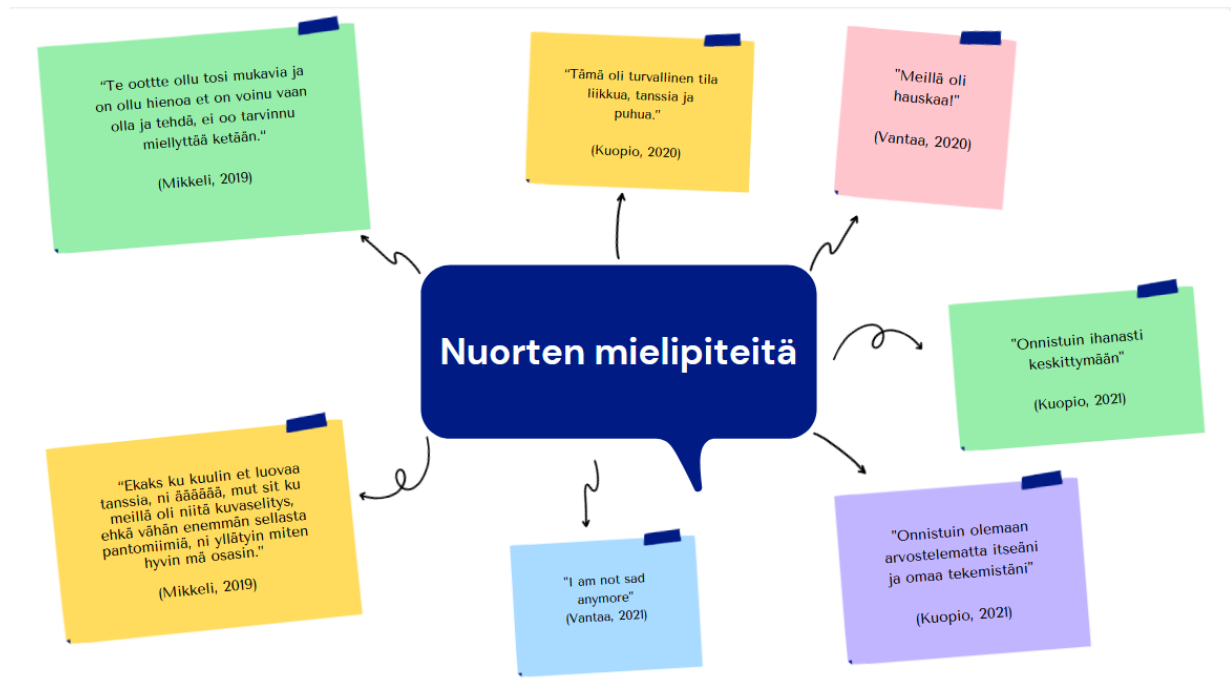 "Te oottte ollu tosi mukavia ja
on ollu hienoa et on voinu vaan
olla ja tehdä, ei oo tarvinnu
miellyttää ketään."
(Mikkeli, 2019)
"Tämä oli turvallinen tila
liikkua, tanssia ja
puhua."
(Kuopio, 2020)
"Meillä oli
hauskaa!"
(Vantaa, 2020)
Nuorten mielipiteitä
"Onnistuin ihanasti
keskittymään"
(Kuopio, 2021)
"Ekaks ku kuulin et luovaa
tanssia, ni ääääää, mut sit ku
meillä oli niitä kuvaselitys,
ehkä vähän enemmän sellasta
pantomiimiä, ni yllätyin miten
hyvin mä osasin."
(Mikkeli, 2019)
"I am not sad
anymore"
(Vantaa, 2021)
"Onnistuin olemaan
arvostelematta itseäni
ja omaa tekemistäni"
(Kuopio, 2021)